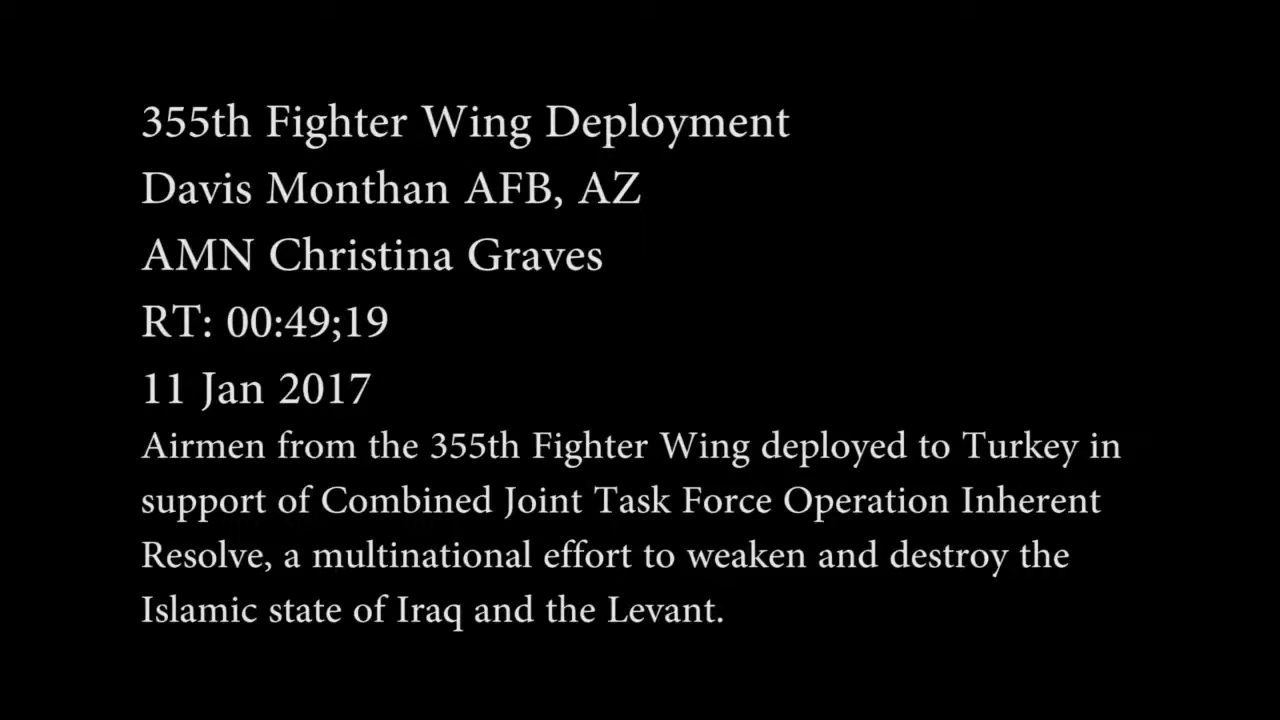 355th Fighter Wing Deployment
Davis Monthan AFB, AZ
AMN Christina Graves
RT: 00:49;19
11 Jan 2017
Airmen from the 355th Fighter Wing deployed to Turkey in
support of Combined Joint Task Force Operation Inherent
Resolve, a multinational effort to weaken and destroy the
Islamic state of Iraq and the Levant.